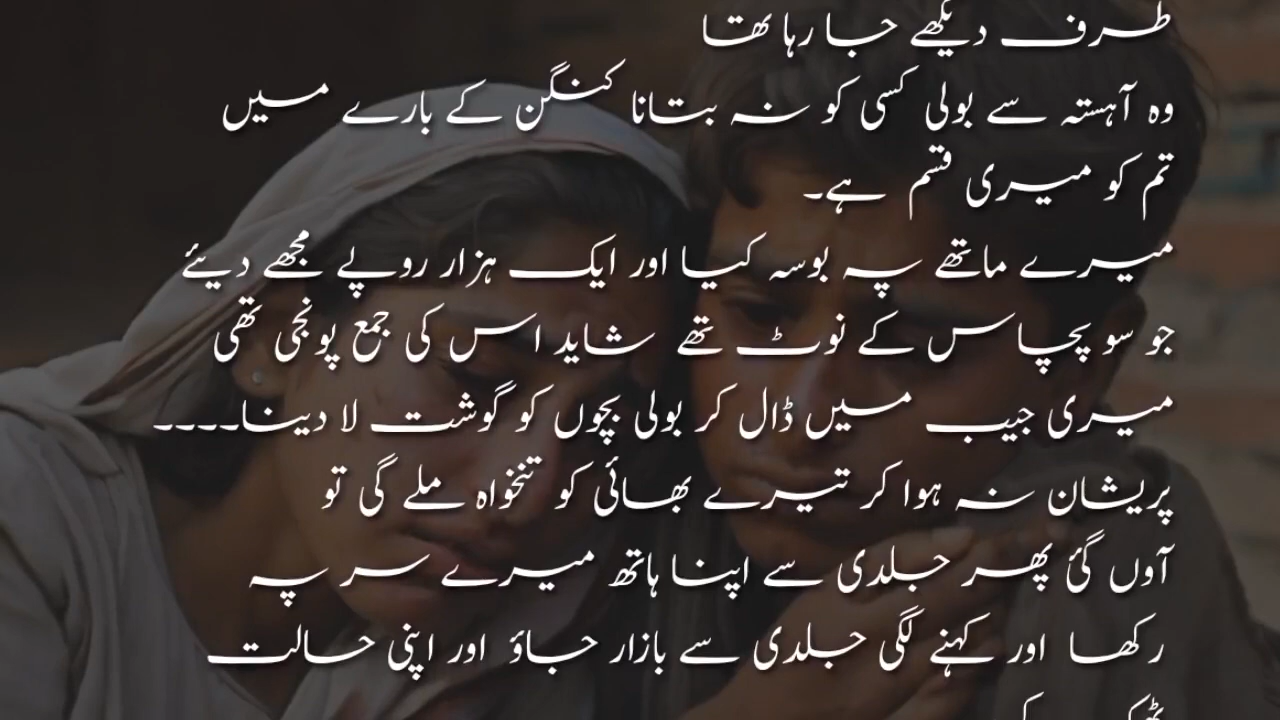 طرف دیکھے جا رہا تھا
وہ آہستہ سے بولی کسی کو نہ بتانا کنگن کے بارے میں
تم کو میری قسم ہے۔
میرے ماتھے پہ بوسہ کیا اور ایک ہزار روپے مجھے دیئے
جو سو پچاس کے نوٹ تھے شاید اس کی جمع پونجی تھی
میری جیب میں ڈال کر بولی بچوں کو گوشت لا دینا۔۔۔۔
پریشان نہ ہوا کر تیرے بھائی کو تنخواہ ملے گی تو
آوں گئ پھر جلدی سے اپنا ہاتھ میرے سر پہ
رکھا اور کہنے لگی جلدی سے بازار جاؤ اور اپنی حالت